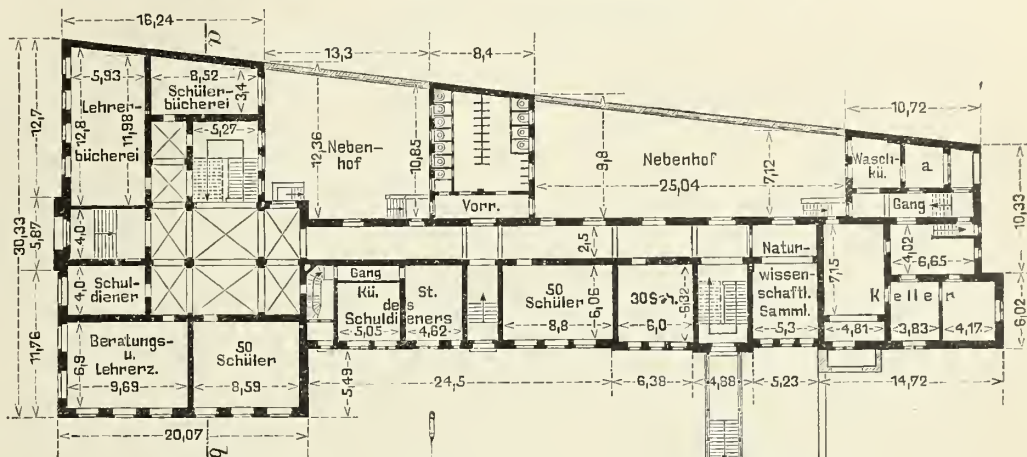 16,24
a
13,3
8,4
10,72
5,93
8,52
Schüler-
bücherei
3,4
Lehrer-
bücherei
12,8
11,98
5,27
12,7
12,36
Neben-
hof
10,85
9,8
Nebenhof
25,04
7,12
Wasch-
kü.
a
Gang
Vorr.
30,33
5,87
4,0
2,5
Natur-
wissen-
schaftl.
Samml.
5,3
7,15
4,02
6,65
10,33
Schul-
diener
4,0
Gang
Kü.
St.
des
Schuldieners
5,05
4,62
50
Schüler
8,8
6,06
30 Sch.
6,0
6,32
Keller
4,81
3,83
4,17
6,02
11,76
Beratungs-
u.
Lehrerz.
9,69
6,9
50
Schüler
8,59
5,49
24,5
6,38
4,68
5,23
14,72
20,07
b